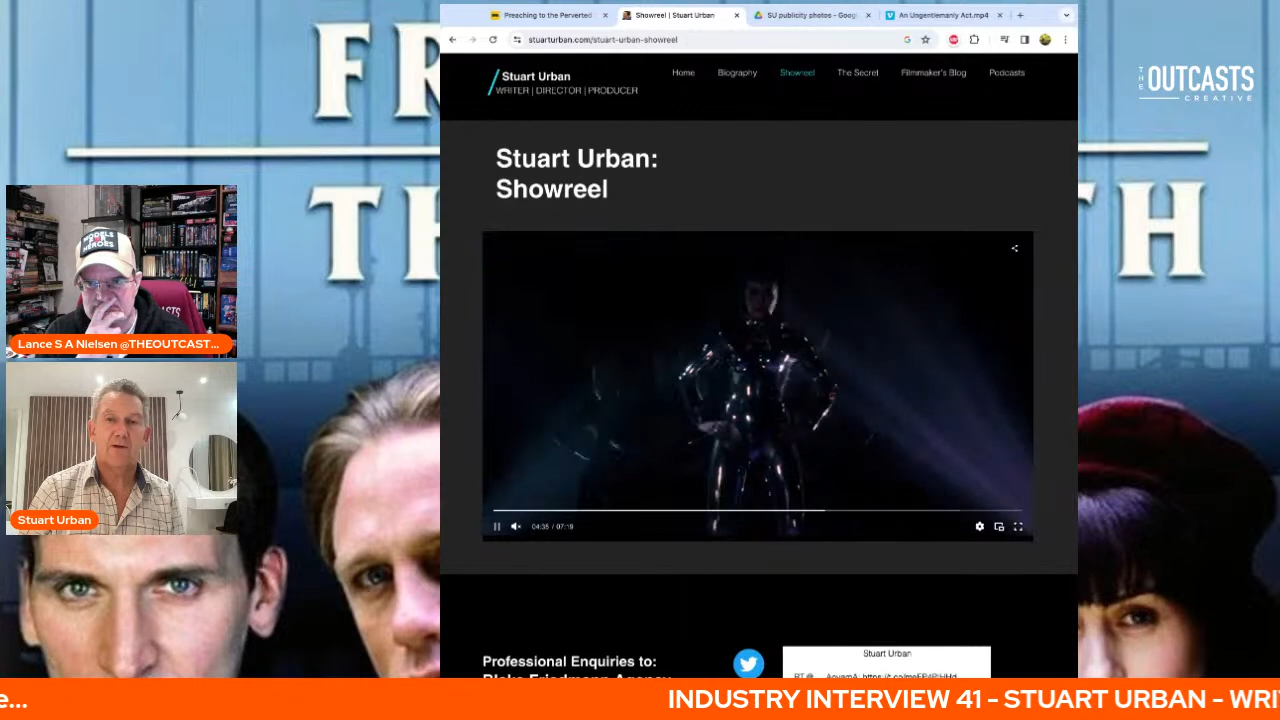 FR
TH
TH
THE OUTCASTS
CREATIVE
Preaching to the Perverted
Showreel | Stuart Urban
SU publicity photos - Goog
An Ungentlemanly Act.mp4
stuarturban.com/stuart-urban-showreel
Stuart Urban
WRITER | DIRECTOR | PRODUCER
Home Biography Showreel The Secret Filmmaker's Blog Podcasts
Stuart Urban:
Showreel
04:35 / 07:19
MODELS
HEROES
Lance S A Nielsen @THEOUTCAST...
Stuart Urban
Professional Enquiries to:
Stuart Urban
e...
INDUSTRY INTERVIEW 41 - STUART URBAN - WRI